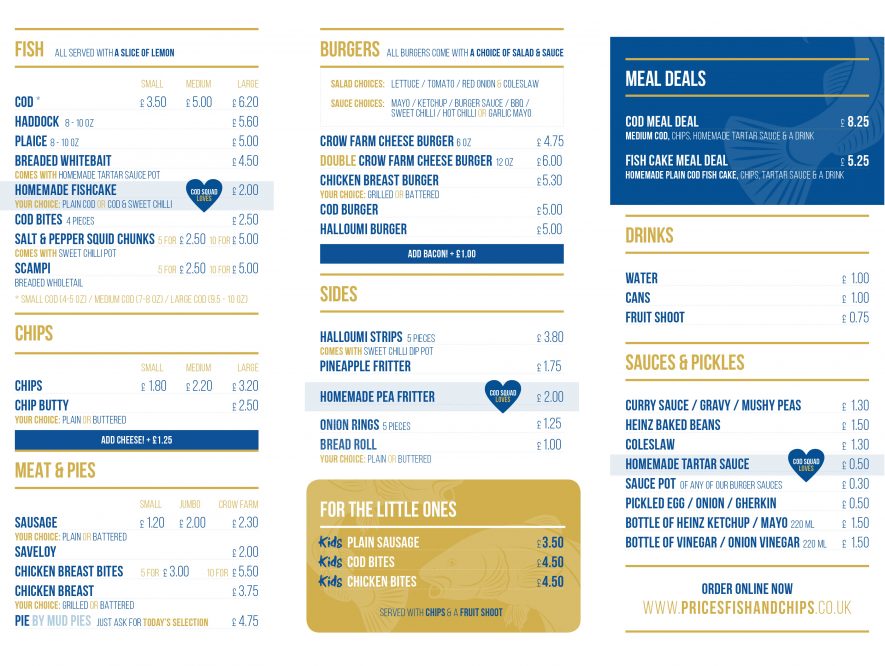 FISH ALL SERVED WITH A SLICE OF LEMON
SMALL MEDIUM LARGE
COD * £ 3.50 £ 5.00 £ 6.20
HADDOCK 8 - 10 OZ £ 5.60
PLAICE 8 - 10 OZ £ 5.00
BREADED WHITEBAIT £ 4.50
COMES WITH HOMEMADE TARTAR SAUCE POT
HOMEMADE FISHCAKE COD SQUAD LOVES £ 2.00
YOUR CHOICE: PLAIN COD OR COD & SWEET CHILLI
COD BITES 4 PIECES £ 2.50
SALT & PEPPER SQUID CHUNKS 5 FOR £ 2.50 10 FOR £ 5.00
COMES WITH SWEET CHILLI POT
SCAMPI 5 FOR £ 2.50 10 FOR £ 5.00
BREADED WHOLETAIL
* SMALL COD (4-5 OZ) / MEDIUM COD (7-8 OZ) / LARGE COD (9.5 - 10 OZ)
CHIPS
SMALL MEDIUM LARGE
CHIPS £ 1.80 £ 2.20 £ 3.20
CHIP BUTTY £ 2.50
YOUR CHOICE: PLAIN OR BUTTERED
ADD CHEESE! + £1.25
MEAT & PIES
SMALL JUMBO CROW FARM
SAUSAGE £ 1.20 £ 2.00 £ 2.30
YOUR CHOICE: PLAIN OR BATTERED
SAVELOY £ 2.00
CHICKEN BREAST BITES 5 FOR £ 3.00 10 FOR £ 5.50
CHICKEN BREAST £ 3.75
YOUR CHOICE: GRILLED OR BATTERED
PIE BY MUD PIES JUST ASK FOR TODAY'S SELECTION £ 4.75
BURGERS ALL BURGERS COME WITH A CHOICE OF SALAD & SAUCE
SALAD CHOICES: LETTUCE / TOMATO / RED ONION & COLESLAW
SAUCE CHOICES: MAYO / KETCHUP / BURGER SAUCE / BBQ /
SWEET CHILLI / HOT CHILLI OR GARLIC MAYO.
CROW FARM CHEESE BURGER 6 OZ £ 4.75
DOUBLE CROW FARM CHEESE BURGER 12 OZ £ 6.00
CHICKEN BREAST BURGER £ 5.30
YOUR CHOICE: GRILLED OR BATTERED
COD BURGER £ 5.00
HALLOUMI BURGER £ 5.00
ADD BACON! + £1.00
SIDES
HALLOUMI STRIPS 5 PIECES £ 3.80
COMES WITH SWEET CHILLI DIP POT
PINEAPPLE FRITTER £ 1.75
HOMEMADE PEA FRITTER COD SQUAD LOVES £ 2.00
ONION RINGS 5 PIECES £ 1.25
BREAD ROLL £ 1.00
YOUR CHOICE: PLAIN OR BUTTERED
FOR THE LITTLE ONES
Kids PLAIN SAUSAGE £3.50
Kids COD BITES £4.50
Kids CHICKEN BITES £4.50
SERVED WITH CHIPS & A FRUIT SHOOT
MEAL DEALS
COD MEAL DEAL £ 8.25
MEDIUM COD, CHIPS, HOMEMADE TARTAR SAUCE & A DRINK
FISH CAKE MEAL DEAL £ 5.25
HOMEMADE PLAIN COD FISH CAKE, CHIPS, TARTAR SAUCE & A DRINK
DRINKS
WATER £ 1.00
CANS £ 1.00
FRUIT SHOOT £ 0.75
SAUCES & PICKLES
CURRY SAUCE / GRAVY / MUSHY PEAS £ 1.30
HEINZ BAKED BEANS £ 1.50
COLESLAW £ 1.30
HOMEMADE TARTAR SAUCE COD SQUAD LOVES £ 0.50
SAUCE POT OF ANY OF OUR BURGER SAUCES £ 0.30
PICKLED EGG / ONION / GHERKIN £ 0.50
BOTTLE OF HEINZ KETCHUP / MAYO 220 ML £ 1.50
BOTTLE OF VINEGAR / ONION VINEGAR 220 ML £ 1.50
ORDER ONLINE NOW
WWW.PRICESFISHANDCHIPS.CO.UK